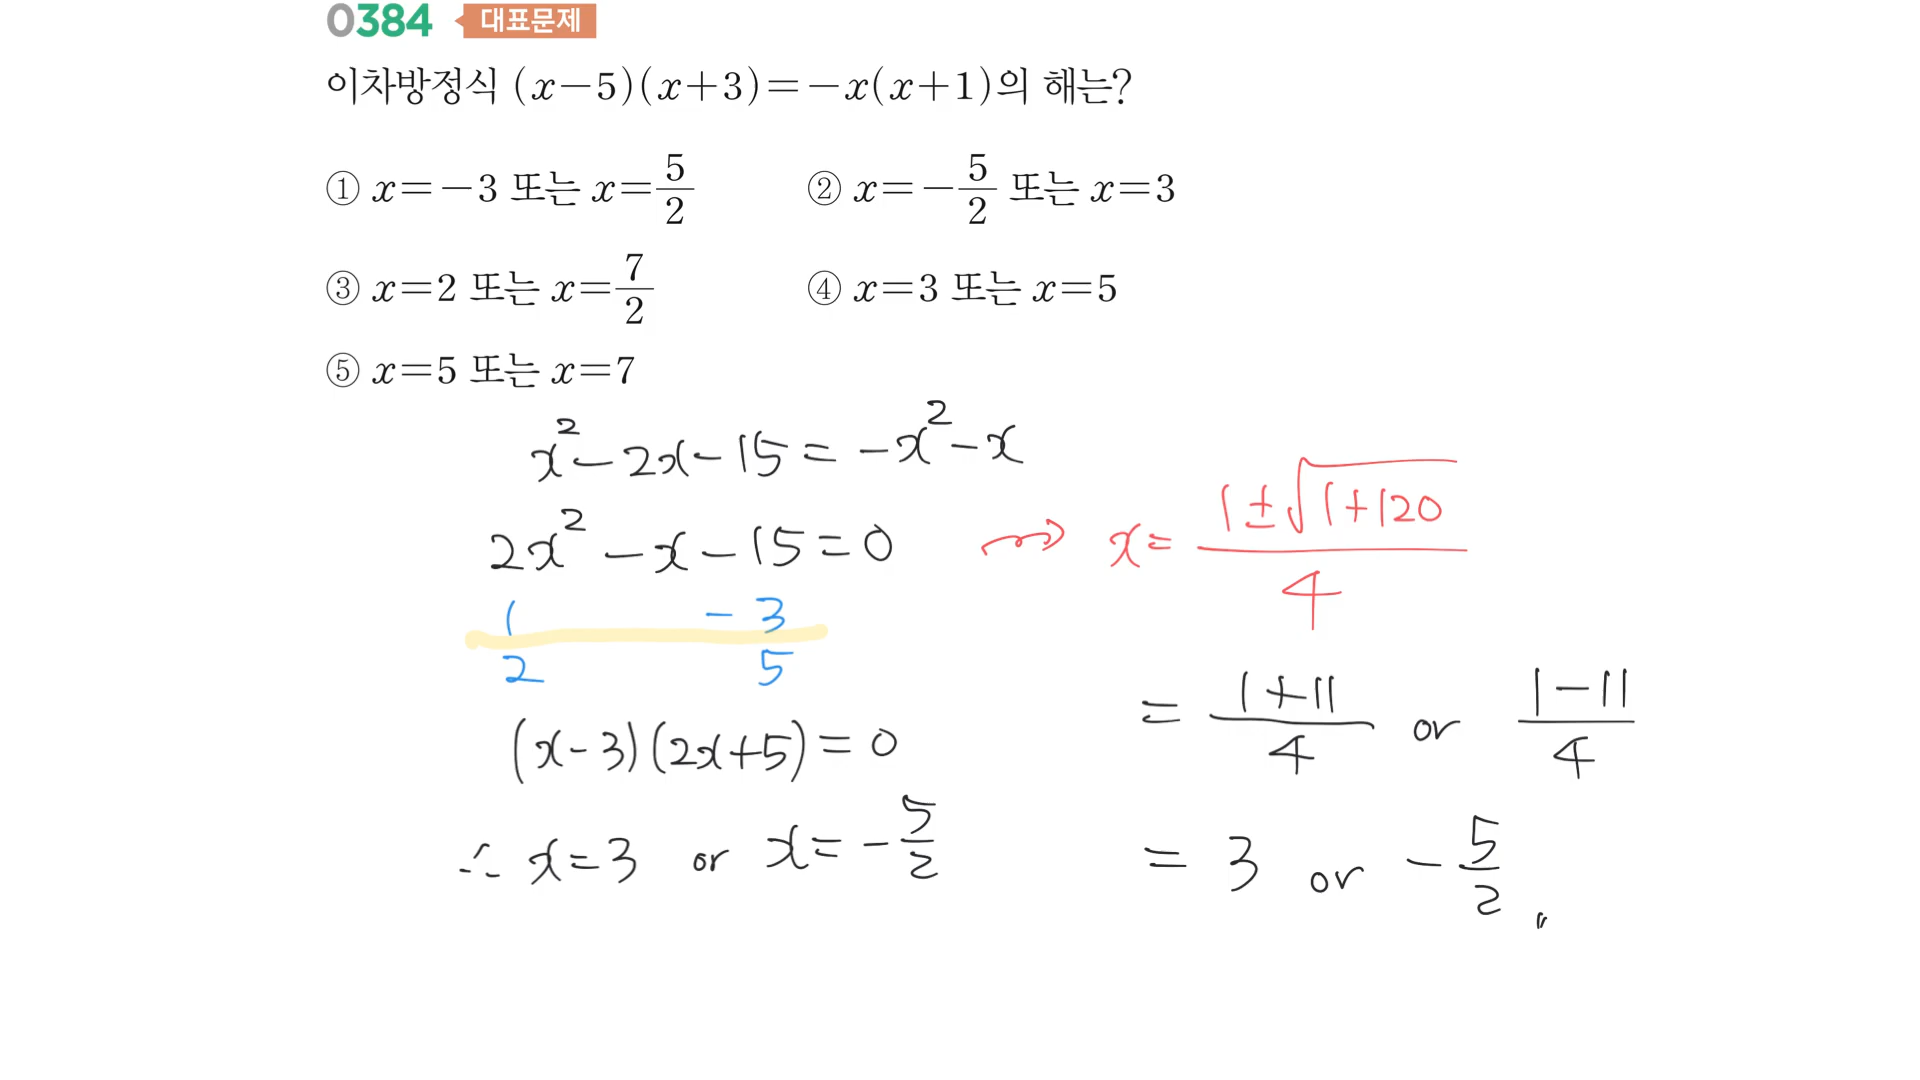 0384 대표문제
이차방정식 (x-5)(x+3)=-x(x+1)의 해는?
① x=-3 또는 x=5/2 ② x=-5/2 또는 x=3
③ x=2 또는 x=7/2 ④ x=3 또는 x=5
⑤ x=5 또는 x=7
x²-2x-15=-x²-x
2x²-x-15=0
1 -3
2 5
(x-3)(2x+5)=0
∴ x=3 or x=-5/2
x=(1±√(1+120))/4
=(1+11)/4 or (1-11)/4
=3 or -5/2